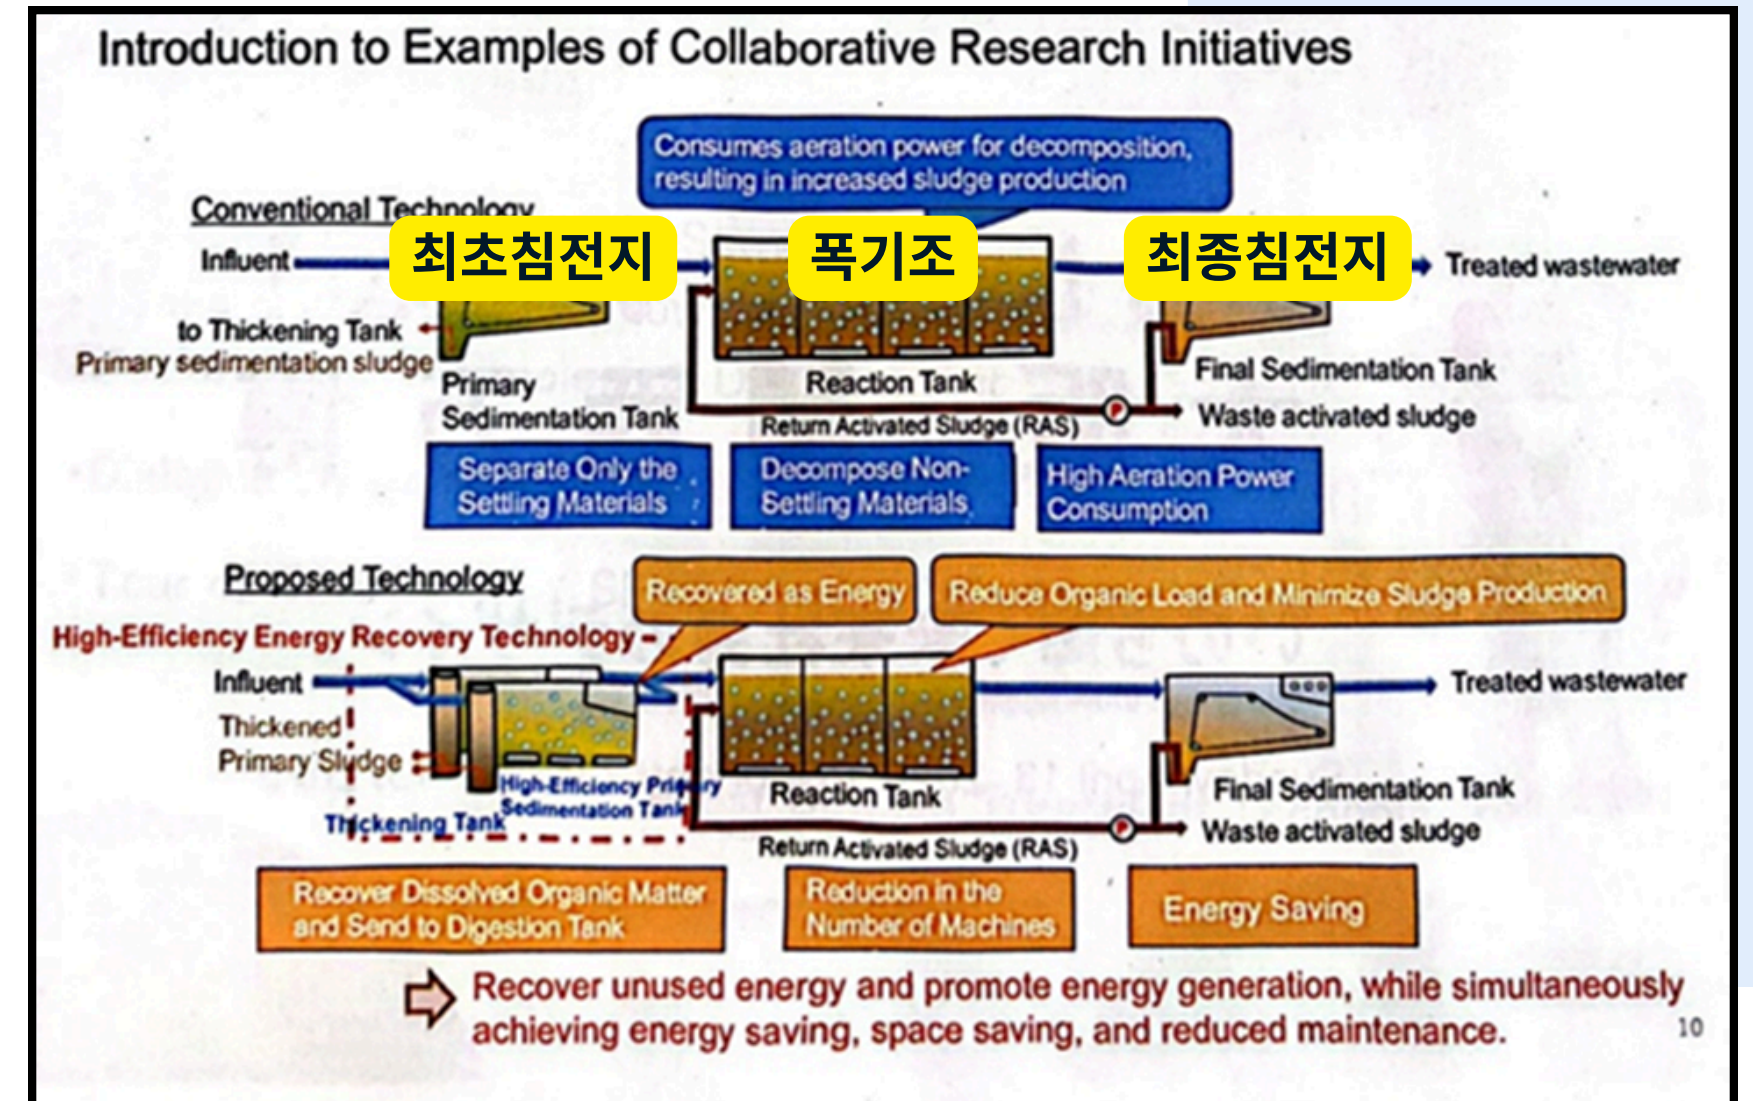 Introduction to Examples of Collaborative Research Initiatives
Consumes aeration power for decomposition,
resulting in increased sludge production
Conventional Technology
최초침전지
폭기조
최종침전지
Influent
Treated wastewater
to Thickening Tank
Primary sedimentation sludge
Primary
Sedimentation Tank
Reaction Tank
Final Sedimentation Tank
P
Return Activated Sludge (RAS)
Waste activated sludge
Separate Only the
Settling Materials
Decompose Non-
Settling Materials
High Aeration Power
Consumption
Proposed Technology
Recovered as Energy
Reduce Organic Load and Minimize Sludge Production
High-Efficiency Energy Recovery Technology
Influent
Treated wastewater
Thickened
Primary Sludge
High-Efficiency Primary
Sedimentation Tank
Thickening Tank
Reaction Tank
Final Sedimentation Tank
P
Return Activated Sludge (RAS)
Waste activated sludge
Recover Dissolved Organic Matter
and Send to Digestion Tank
Reduction in the
Number of Machines
Energy Saving
Recover unused energy and promote energy generation, while simultaneously
achieving energy saving, space saving, and reduced maintenance.
10